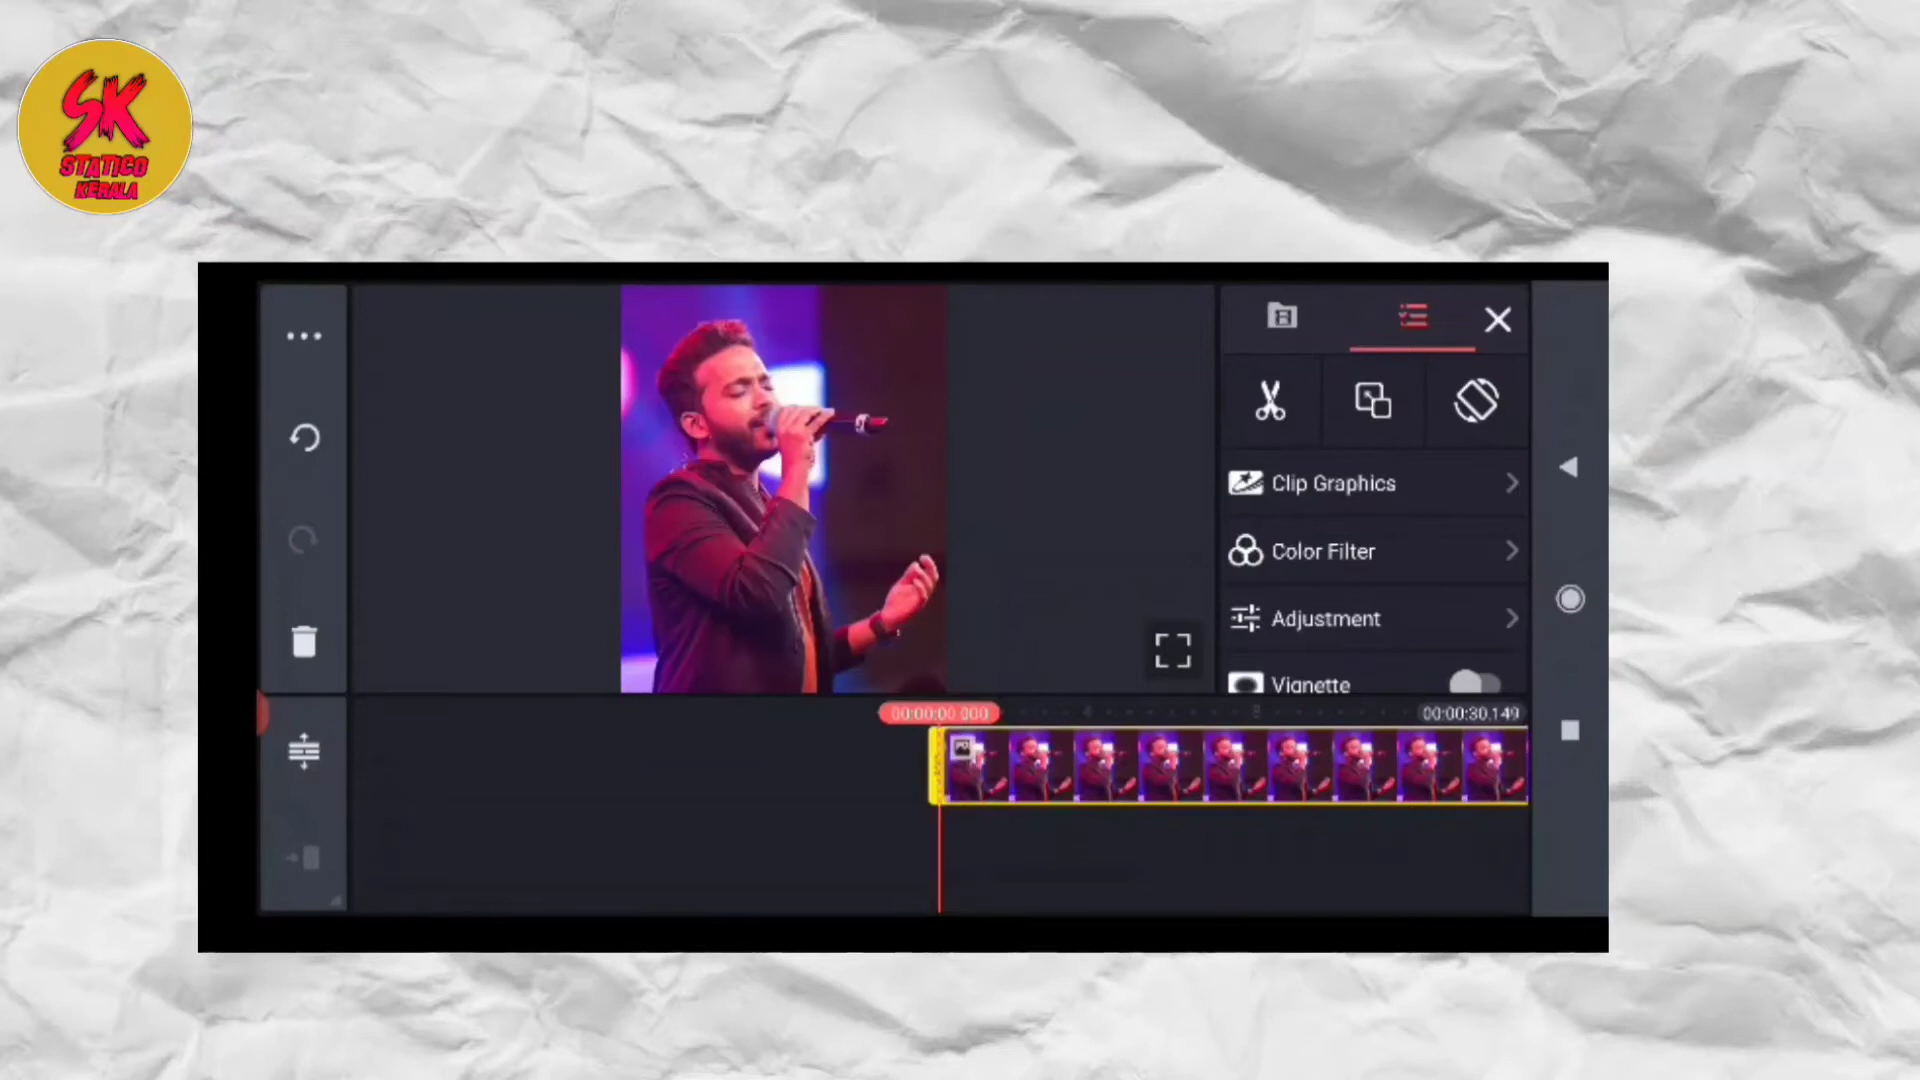 SK
STATICO
KERALA
Clip Graphics
Color Filter
Adjustment
Vignette
00:00:00.000
00:00:30.149